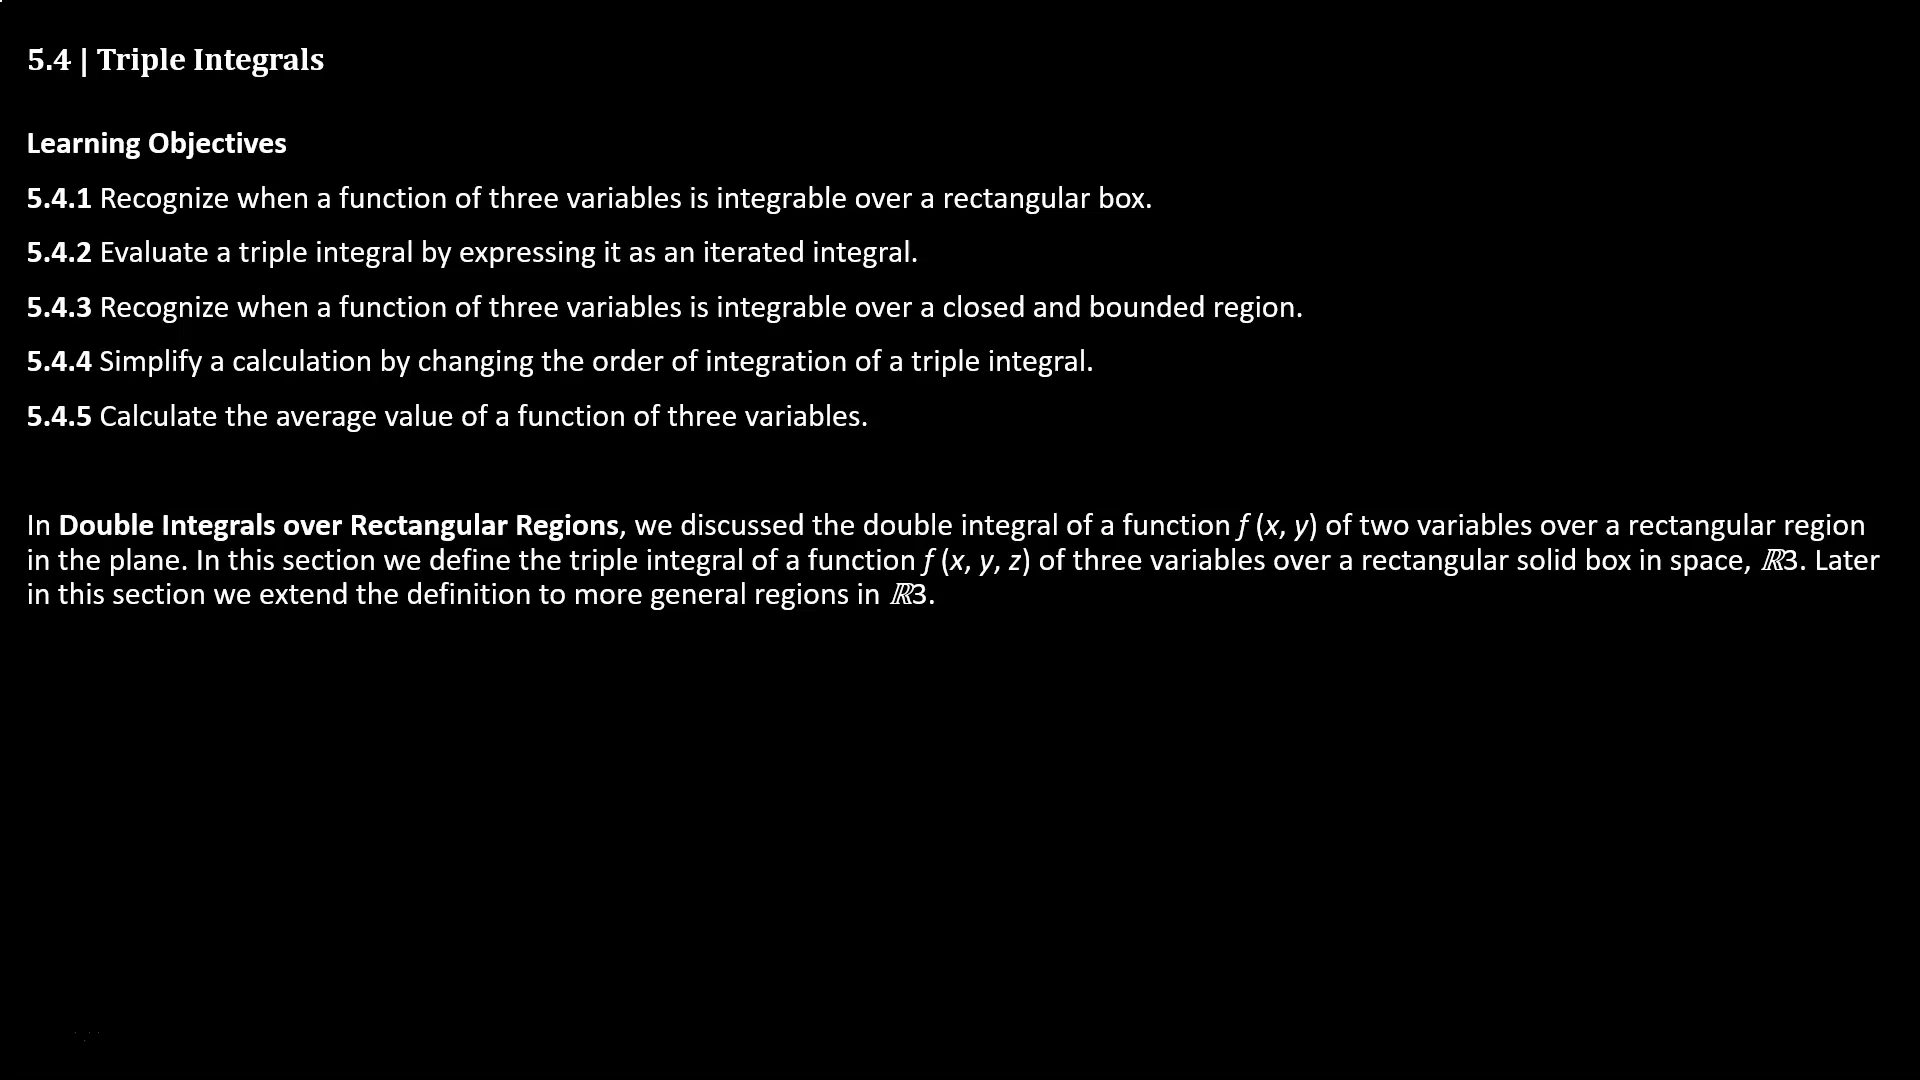 5.4 | Triple Integrals
Learning Objectives
5.4.1 Recognize when a function of three variables is integrable over a rectangular box.
5.4.2 Evaluate a triple integral by expressing it as an iterated integral.
5.4.3 Recognize when a function of three variables is integrable over a closed and bounded region.
5.4.4 Simplify a calculation by changing the order of integration of a triple integral.
5.4.5 Calculate the average value of a function of three variables.
In Double Integrals over Rectangular Regions, we discussed the double integral of a function f (x, y) of two variables over a rectangular region
in the plane. In this section we define the triple integral of a function f (x, y, z) of three variables over a rectangular solid box in space, ℝ3. Later
in this section we extend the definition to more general regions in ℝ3.